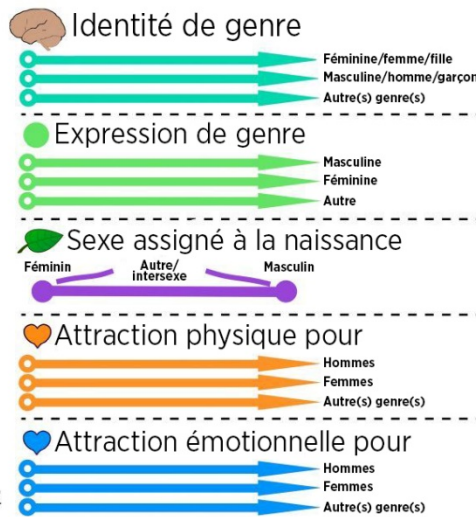 Identité de genre
Féminine/femme/fille
Masculine/homme/garçon
Autre(s) genre(s)
Expression de genre
Masculine
Féminine
Autre
Sexe assigné à la naissance
Féminin
Autre/
intersexe
Masculin
Attraction physique pour
Hommes
Femmes
Autre(s) genre(s)
Attraction émotionnelle pour
Hommes
Femmes
Autre(s) genre(s)